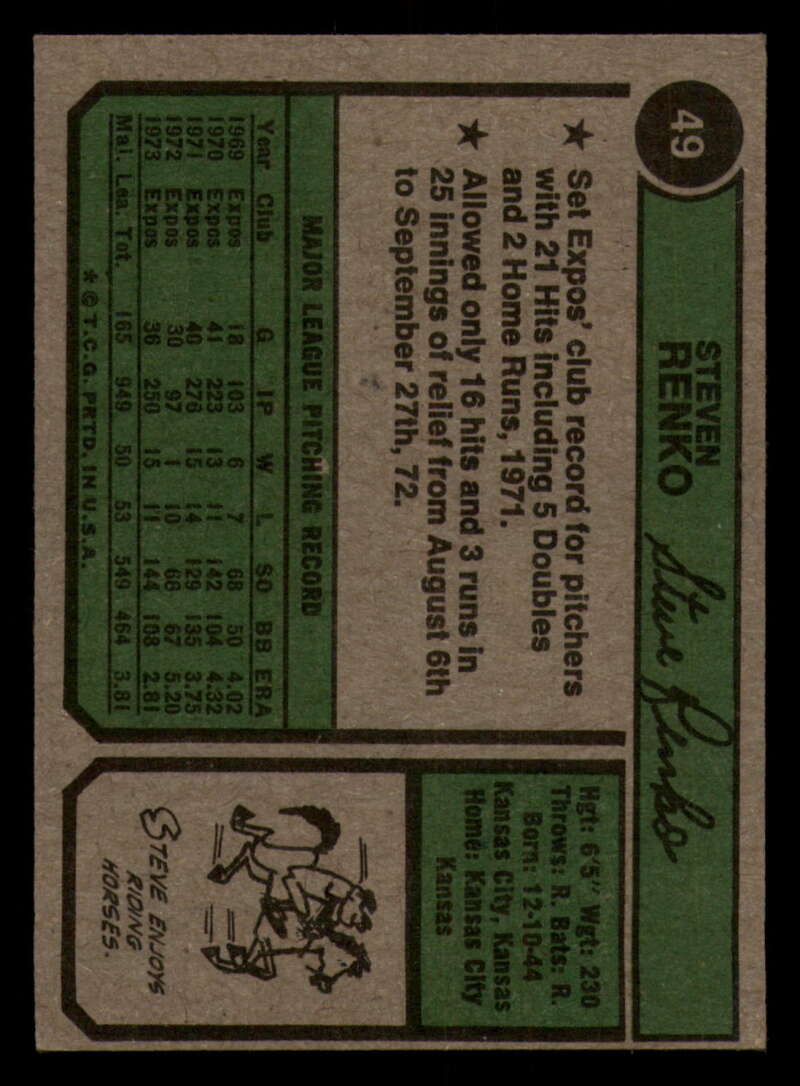 49
STEVEN
RENKO
Steve Renko
★ Set Expos' club record for pitchers
with 21 Hits including 5 Doubles
and 2 Home Runs, 1971.
★ Allowed only 16 hits and 3 runs in
25 innings of relief from August 6th
to September 27th, 72.
MAJOR LEAGUE PITCHING RECORD
Year Club G IP W L SO BB ERA
1969 Expos 18 103 6 7 68 50 4.02
1970 Expos 41 223 13 11 142 104 4.32
1971 Expos 40 276 15 14 129 135 3.75
1972 Expos 30 97 1 10 66 67 5.20
1973 Expos 36 250 15 11 144 108 2.81
Maj. Lea. Tot. 165 949 50 53 549 464 3.81
* © T.C.G. PRTD. IN U.S.A.
Hgt: 6'5" Wgt: 230
Throws: R. Bats: R.
Born: 12-10-44
Kansas City, Kansas
Home: Kansas City
Kansas
STEVE ENJOYS
RIDING
HORSES.